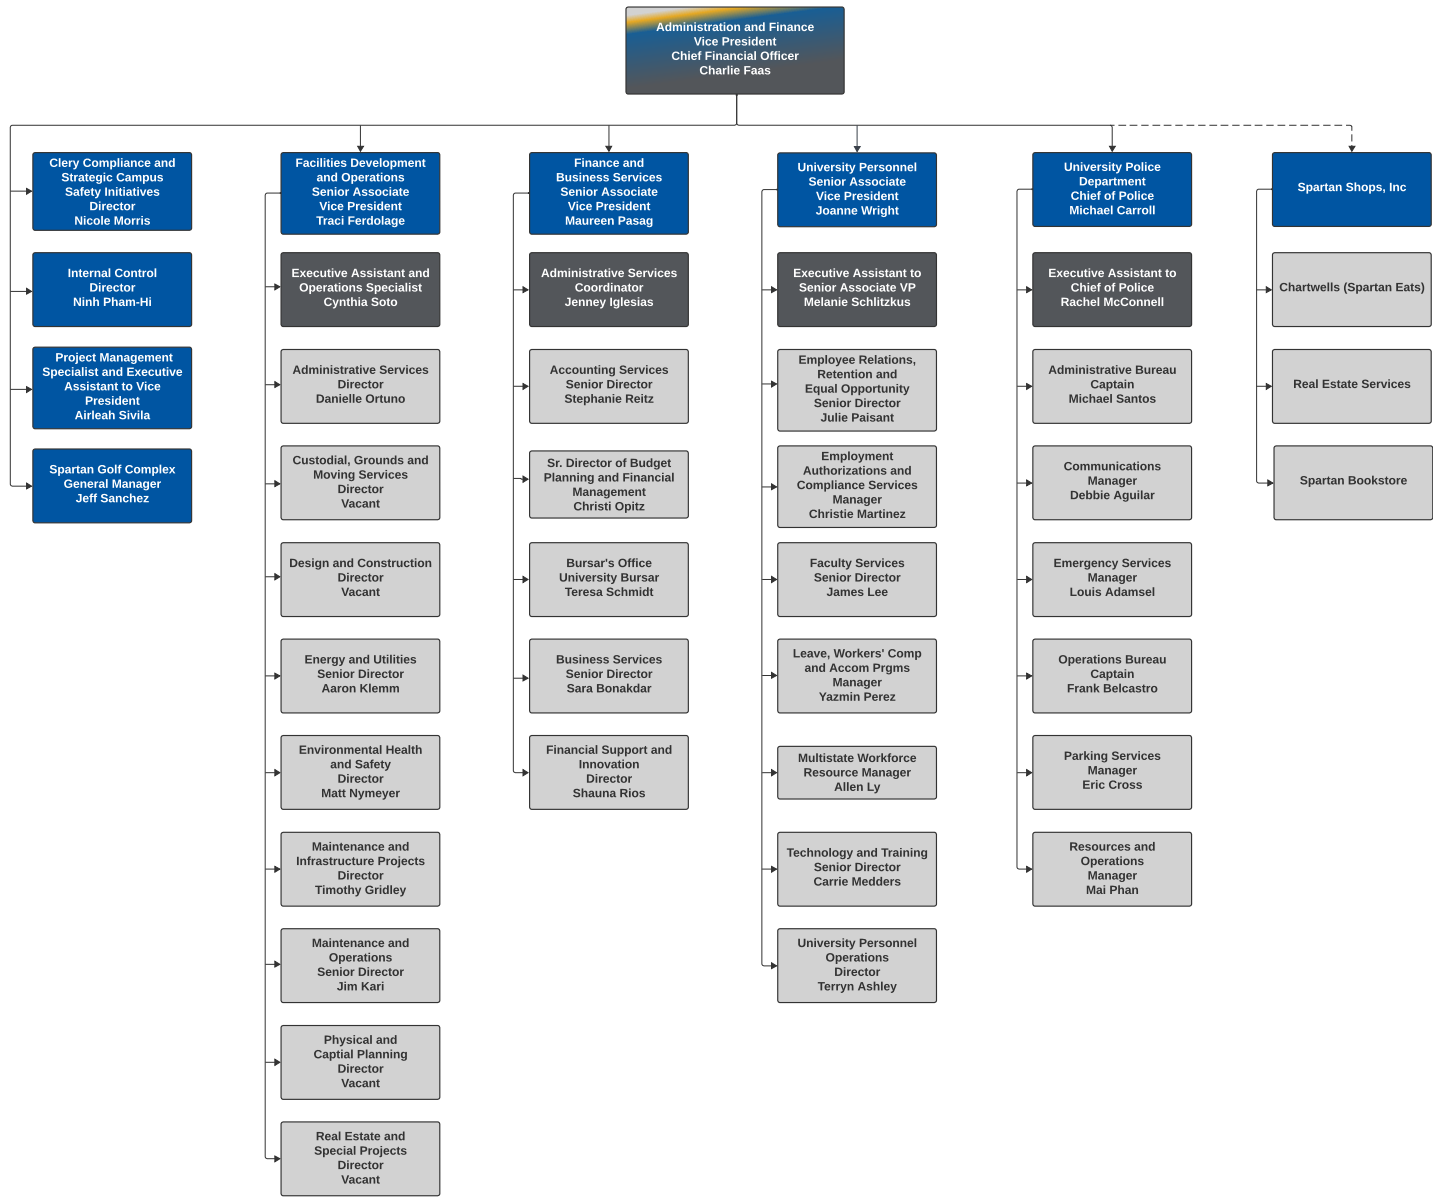 Administration and Finance
Vice President
Chief Financial Officer
Charlie Faas
Clery Compliance and
Strategic Campus
Safety Initiatives
Director
Nicole Morris
Internal Control
Director
Ninh Pham-Hi
Project Management
Specialist and Executive
Assistant to Vice
President
Airleah Sivila
Spartan Golf Complex
General Manager
Jeff Sanchez
Facilities Development
and Operations
Senior Associate
Vice President
Traci Ferdolage
Executive Assistant and
Operations Specialist
Cynthia Soto
Administrative Services
Director
Danielle Ortuno
Custodial, Grounds and
Moving Services
Director
Vacant
Design and Construction
Director
Vacant
Energy and Utilities
Senior Director
Aaron Klemm
Environmental Health
and Safety
Director
Matt Nymeyer
Maintenance and
Infrastructure Projects
Director
Timothy Gridley
Maintenance and
Operations
Senior Director
Jim Kari
Physical and
Captial Planning
Director
Vacant
Real Estate and
Special Projects
Director
Vacant
Finance and
Business Services
Senior Associate
Vice President
Maureen Pasag
Administrative Services
Coordinator
Jenney Iglesias
Accounting Services
Senior Director
Stephanie Reitz
Sr. Director of Budget
Planning and Financial
Management
Christi Opitz
Bursar's Office
University Bursar
Teresa Schmidt
Business Services
Senior Director
Sara Bonakdar
Financial Support and
Innovation
Director
Shauna Rios
University Personnel
Senior Associate
Vice President
Joanne Wright
Executive Assistant to
Senior Associate VP
Melanie Schlitzkus
Employee Relations,
Retention and
Equal Opportunity
Senior Director
Julie Paisant
Employment
Authorizations and
Compliance Services
Manager
Christie Martinez
Faculty Services
Senior Director
James Lee
Leave, Workers' Comp
and Accom Prgms
Manager
Yazmin Perez
Multistate Workforce
Resource Manager
Allen Ly
Technology and Training
Senior Director
Carrie Medders
University Personnel
Operations
Director
Terryn Ashley
University Police
Department
Chief of Police
Michael Carroll
Executive Assistant to
Chief of Police
Rachel McConnell
Administrative Bureau
Captain
Michael Santos
Communications
Manager
Debbie Aguilar
Emergency Services
Manager
Louis Adamsel
Operations Bureau
Captain
Frank Belcastro
Parking Services
Manager
Eric Cross
Resources and
Operations
Manager
Mai Phan
Spartan Shops, Inc
Chartwells (Spartan Eats)
Real Estate Services
Spartan Bookstore